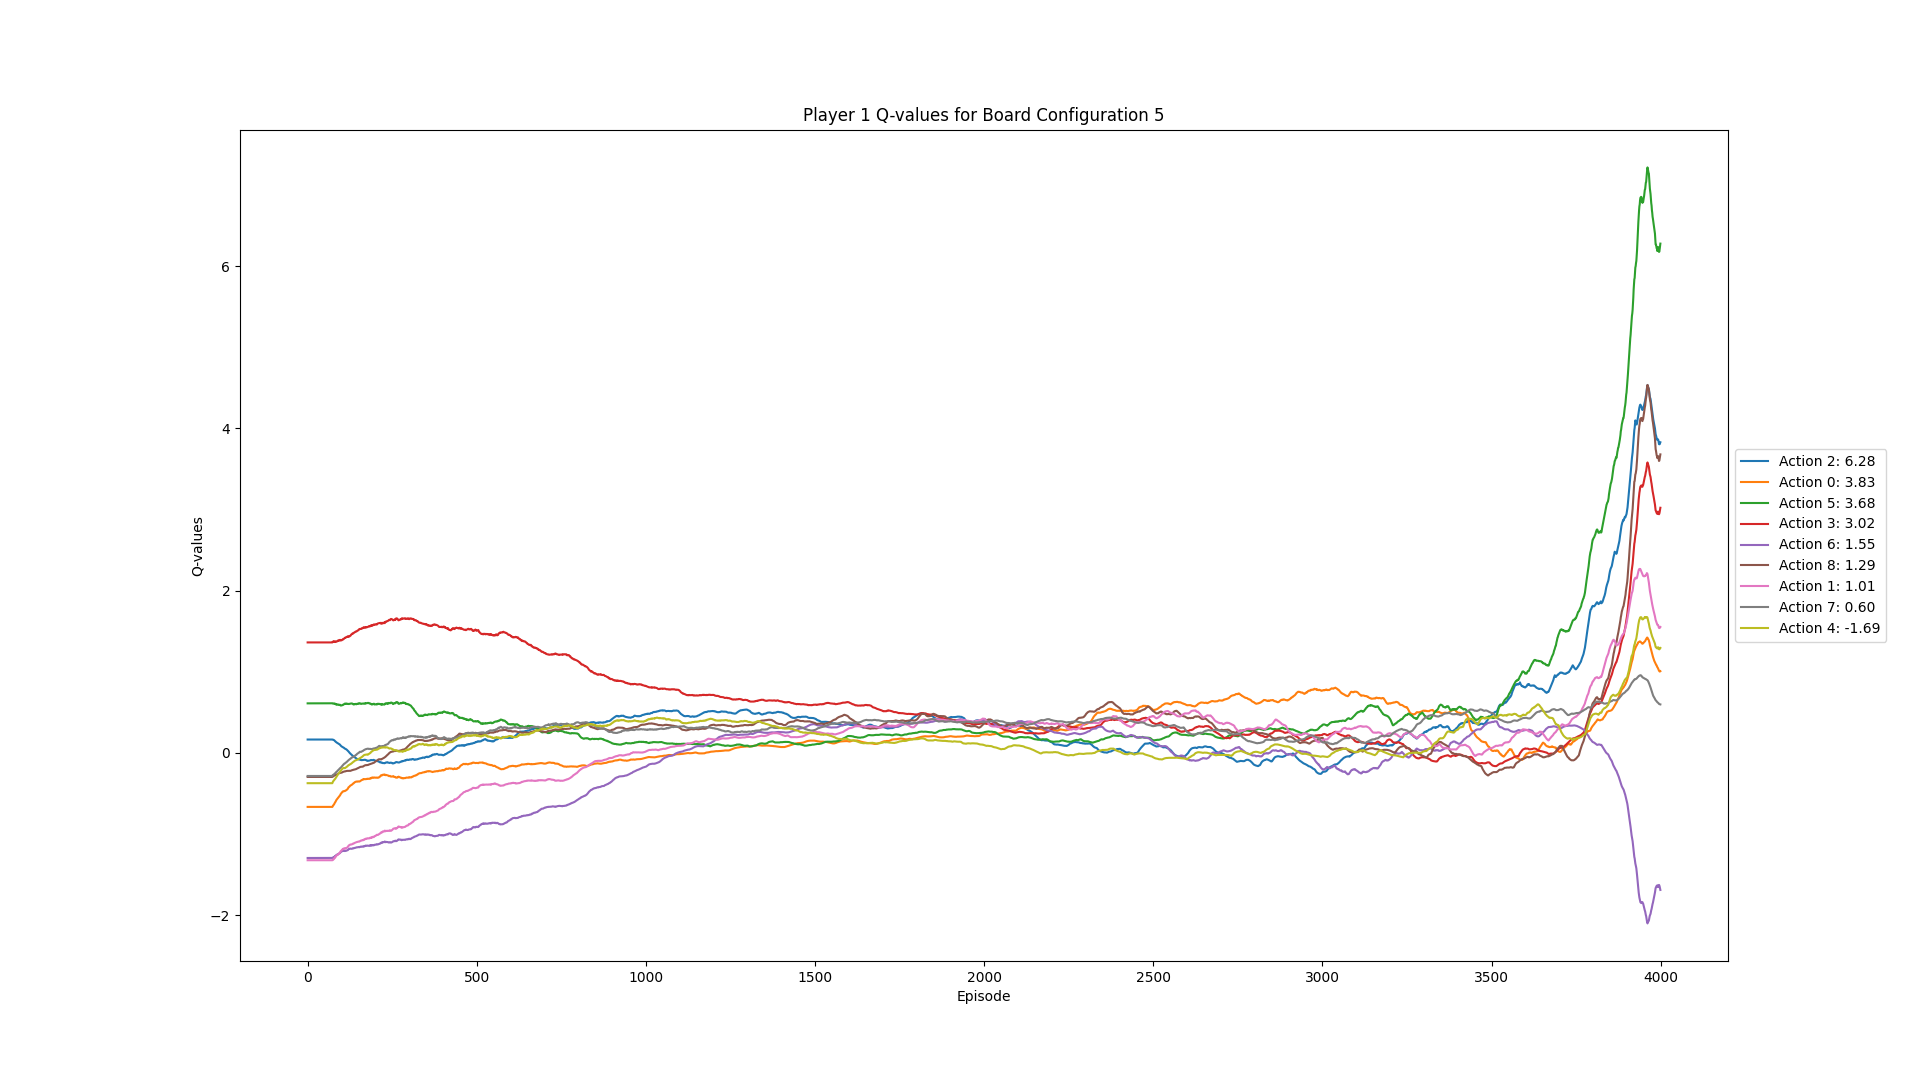 Player 1 Q-values for Board Configuration 5
Q-values
6
4
2
0
−2
0 500 1000 1500 2000 2500 3000 3500 4000
Episode
Action 2: 6.28
Action 0: 3.83
Action 5: 3.68
Action 3: 3.02
Action 6: 1.55
Action 8: 1.29
Action 1: 1.01
Action 7: 0.60
Action 4: -1.69